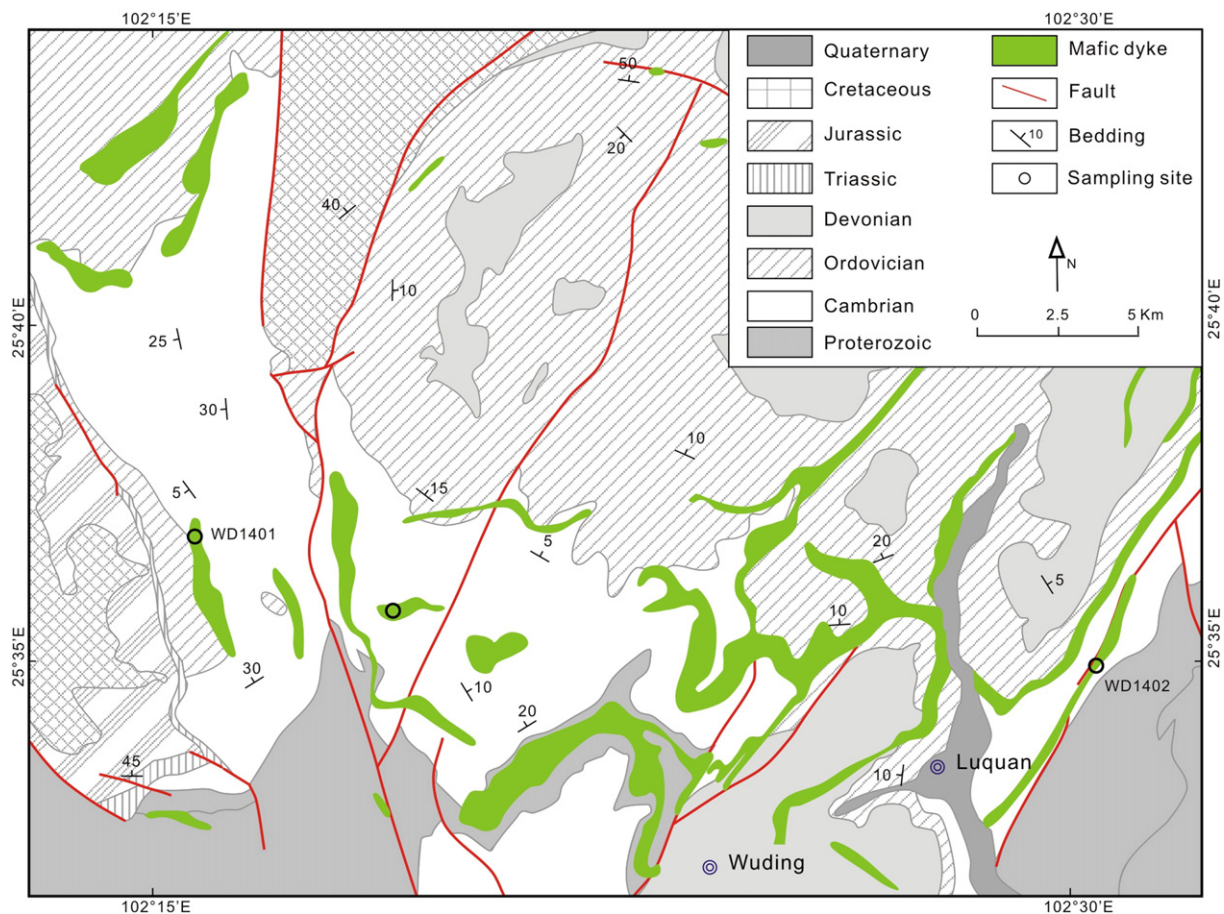 102°15'E
102°30'E
50
Quaternary
Mafic dyke
Cretaceous
Fault
20
Jurassic
10
Bedding
Triassic
Sampling site
40
Devonian
Ordovician
N
10
Cambrian
0
2.5
5 Km
25°40'E
25°40'E
25
Proterozoic
30
10
5
15
WD1401
5
20
5
10
25°35'E
25°35'E
30
10
WD1402
20
45
10
Luquan
Wuding
102°15'E
102°30'E